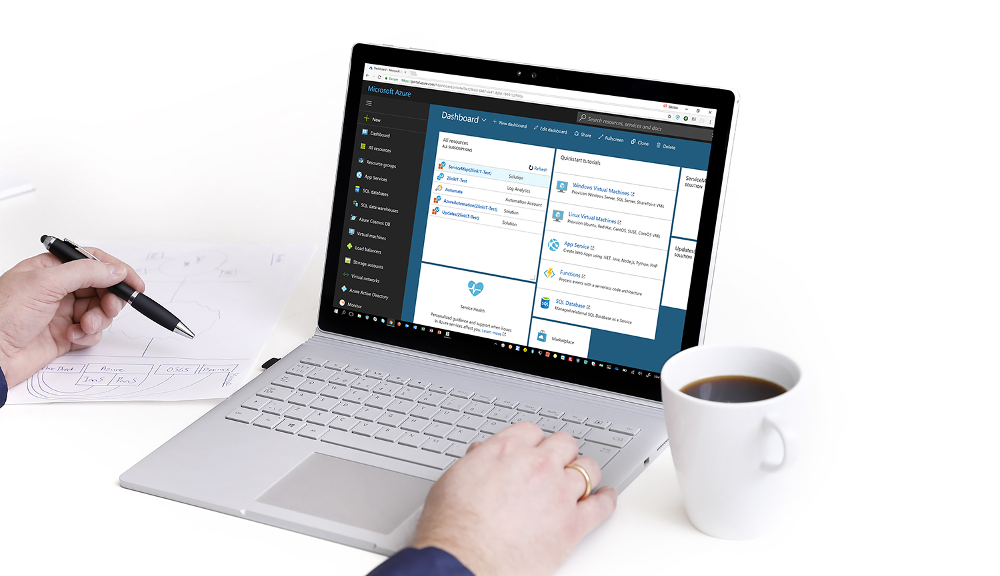 Dashboard - Microsoft A
Secure
Microsoft Azure
Search resources, services and docs
New
Dashboard
All resources
Resource groups
App Services
SQL databases
SQL data warehouses
Azure Cosmos DB
Virtual machines
Load balancers
Storage accounts
Virtual networks
Azure Active Directory
Monitor
Dashboard
New dashboard
Edit dashboard
Share
Fullscreen
Clone
Delete
All resources
ALL SUBSCRIPTIONS
Refresh
ServiceMap(2linkIT-Test) Solution
2linkIT-Test Log Analytics
Automate Automation Account
AzureAutomation(2linkIT-Test) Solution
Updates(2linkIT-Test) Solution
Service Health
Personalized guidance and support when issues
in Azure services affect you. Learn more
Quickstart tutorials
Windows Virtual Machines
Provision Windows Server, SQL Server, SharePoint VMs
Linux Virtual Machines
Provision Ubuntu, Red Hat, CentOS, SUSE, CoreOS VMs
App Service
Create Web Apps using .NET, Java, Node.js, Python, PHP
Functions
Process events with a serverless code architecture
SQL Database
Managed relational SQL Database as a Service
Marketplace
ServiceM
SOLUTION
Updates(
SOLUTION
Azure
O365
Dynamics
IaaS
PaaS